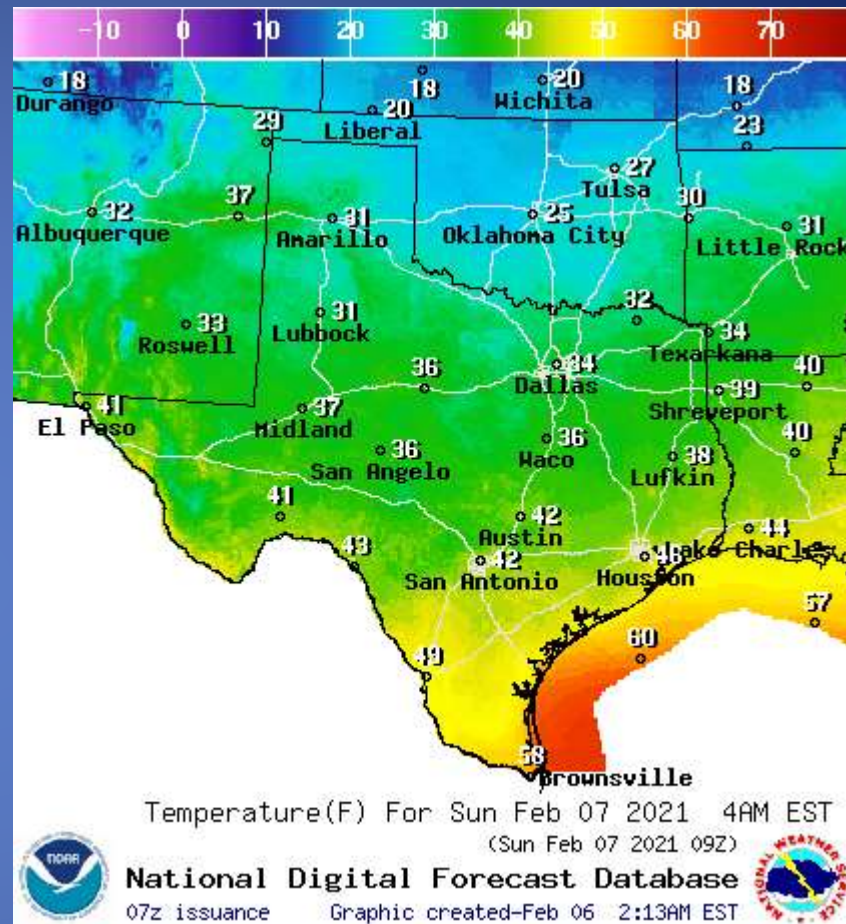 -10 0 10 20 30 40 50 60 70
18
Durango
20
Liberal
18
20
Wichita
18
23
29
27
Tulsa
32
Albuquerque
37
31
Amarillo
25
Oklahoma City
30
31
Little Rock
33
Roswell
31
Lubbock
32
34
Texarkana
34
Dallas
36
39
Shreveport
40
41
El Paso
37
Midland
36
San Angelo
36
Waco
38
Lufkin
40
41
42
Austin
44
Lake Charles
43
42
San Antonio
46
Houston
57
60
49
58
Brownsville
Temperature(F) For Sun Feb 07 2021 4AM EST
(Sun Feb 07 2021 09Z)
NOAA
NATIONAL WEATHER SERVICE
National Digital Forecast Database
07z issuance Graphic created-Feb 06 2:13AM EST